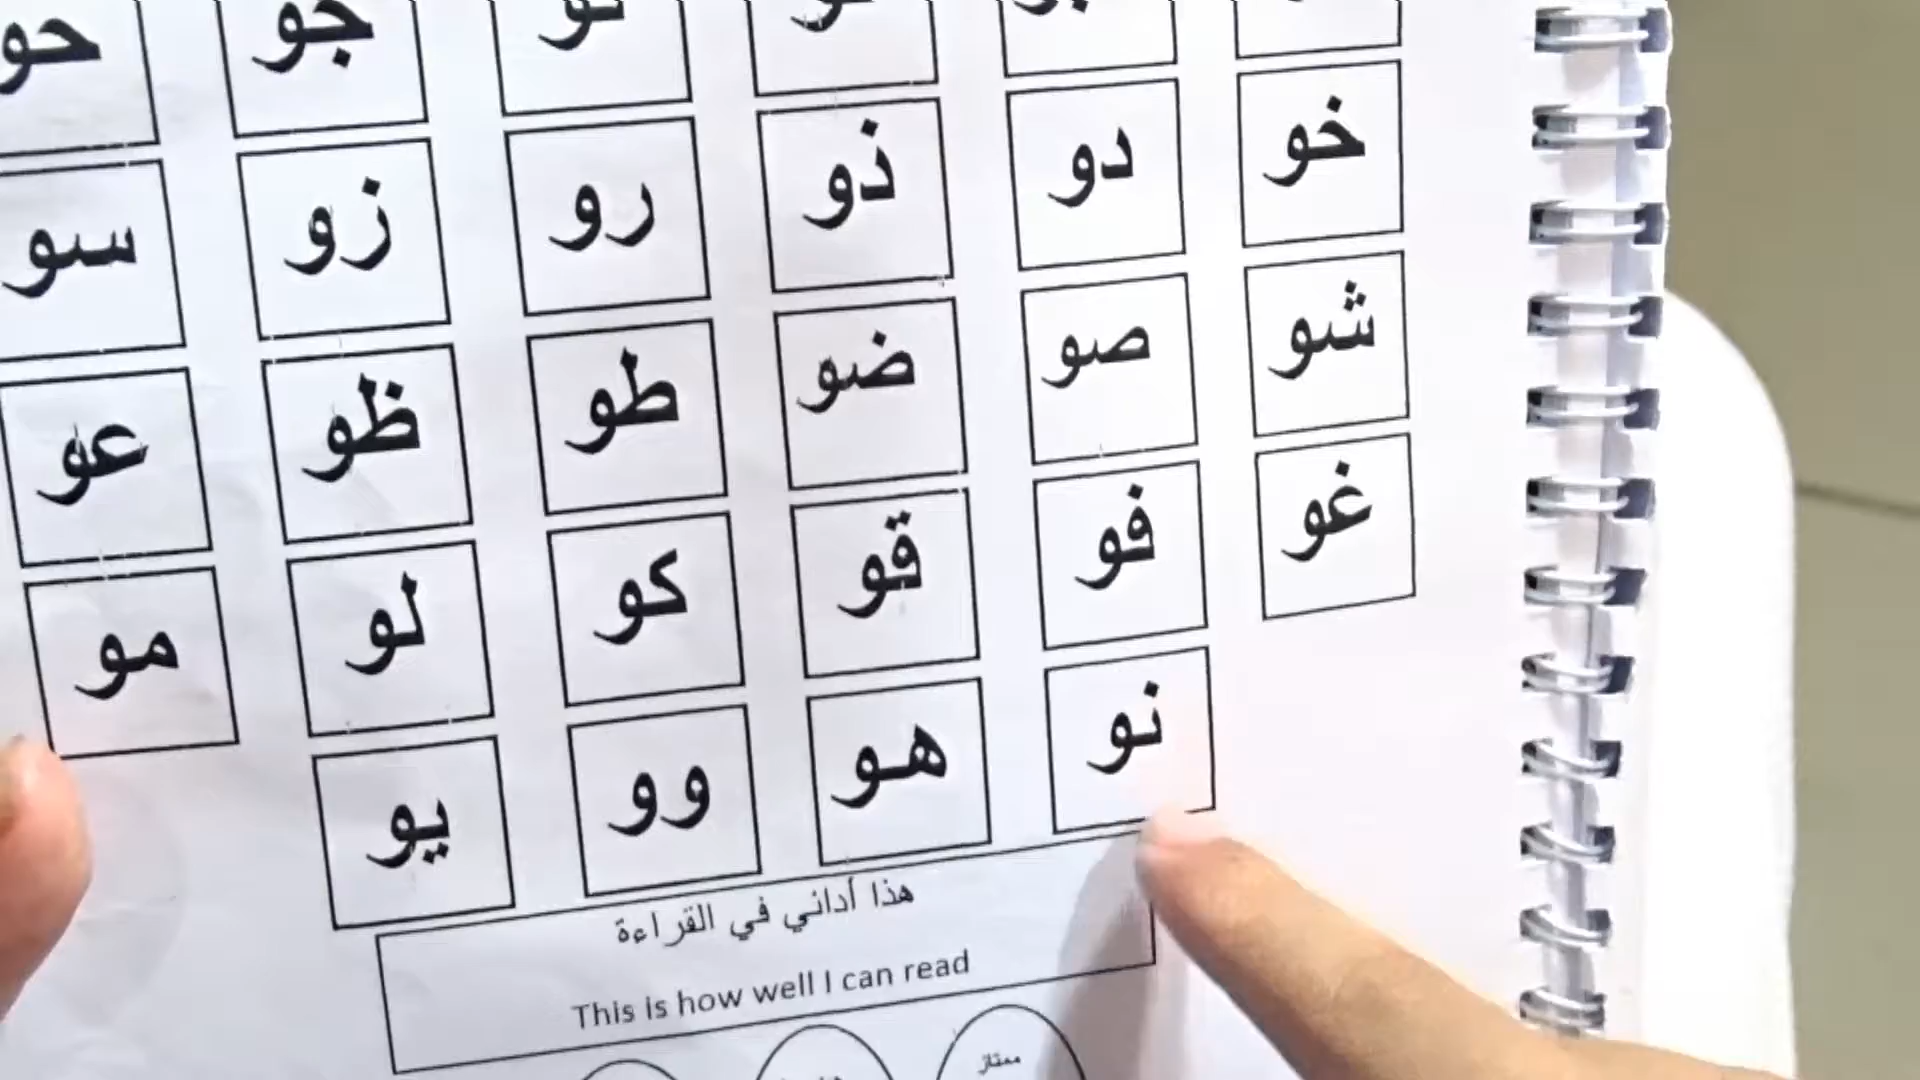 جو حو
خو دو ذو رو زو سو
شو صو ضو طو ظو عو
غو فو قو كو لو مو
نو هو وو يو
هذا أدائي في القراءة
This is how well I can read
ممتاز